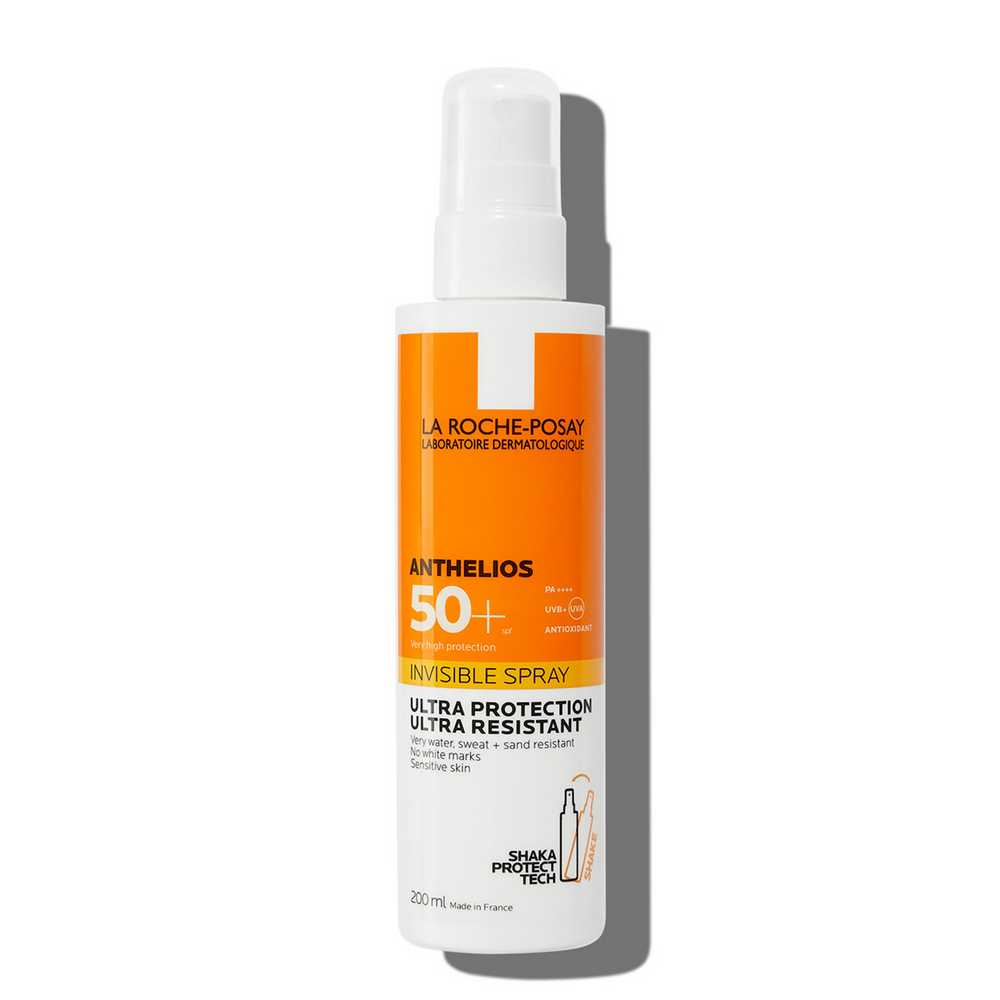 LA ROCHE-POSAY
LABORATOIRE DERMATOLOGIQUE
ANTHELIOS
50+
spf
PA ++++
UVB+ UVA
ANTIOXIDANT
Very high protection
INVISIBLE SPRAY
ULTRA PROTECTION
ULTRA RESISTANT
Very water, sweat + sand resistant
No white marks
Sensitive skin
SHAKA
PROTECT
TECH
SHAKE
200 ml Made in France